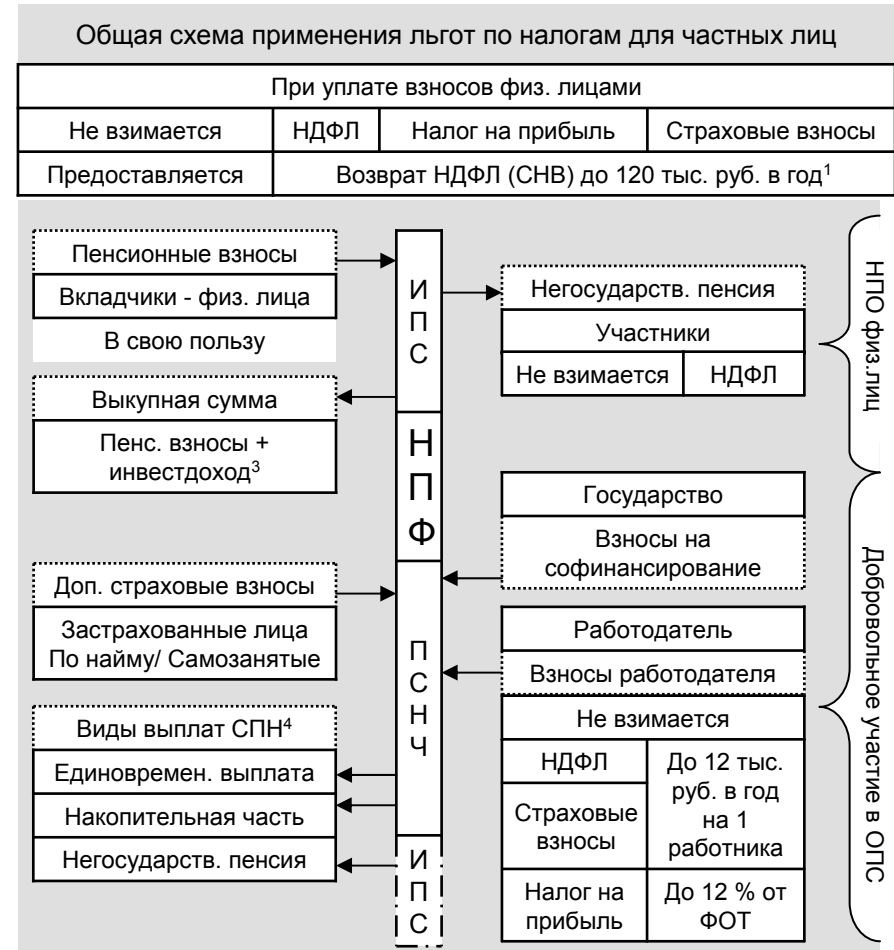 Общая схема применения льгот по налогам для частных лиц
При уплате взносов физ. лицами
Не взимается НДФЛ Налог на прибыль Страховые взносы
Предоставляется Возврат НДФЛ (СНВ) до 120 тыс. руб. в год¹
Пенсионные взносы
Вкладчики - физ. лица
В свою пользу
Выкупная сумма
Пенс. взносы +
инвестдоход³
Доп. страховые взносы
Застрахованные лица
По найму/ Самозанятые
Виды выплат СПН⁴
Единовремен. выплата
Накопительная часть
Негосударств. пенсия
ИПС
НПФ
ПСНЧ
ИПС
Негосударств. пенсия
Участники
Не взимается НДФЛ
Государство
Взносы на
софинансирование
Работодатель
Взносы работодателя
Не взимается
НДФЛ
Страховые
взносы
До 12 тыс.
руб. в год
на 1
работника
Налог на
прибыль
До 12 % от
ФОТ
НПО физ.лиц
Добровольное участие в ОПС